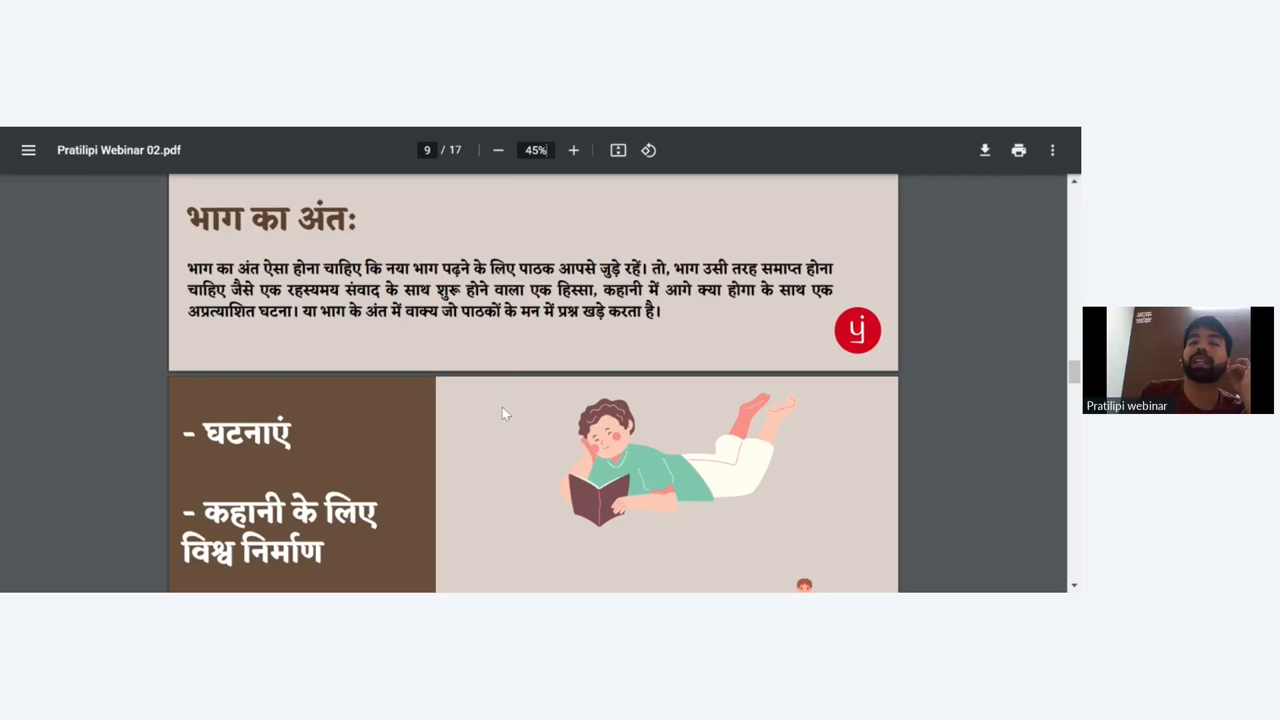 Pratilipi Webinar 02.pdf
9 / 17
45%
भाग का अंत:
भाग का अंत ऐसा होना चाहिए कि नया भाग पढ़ने के लिए पाठक आपसे जुड़े रहें। तो, भाग उसी तरह समाप्त होना
चाहिए जैसे एक रहस्यमय संवाद के साथ शुरू होने वाला एक हिस्सा, कहानी में आगे क्या होगा के साथ एक
अप्रत्याशित घटना। या भाग के अंत में वाक्य जो पाठकों के मन में प्रश्न खड़े करता है।
- घटनाएं
- कहानी के लिए
विश्व निर्माण
Pratilipi webinar